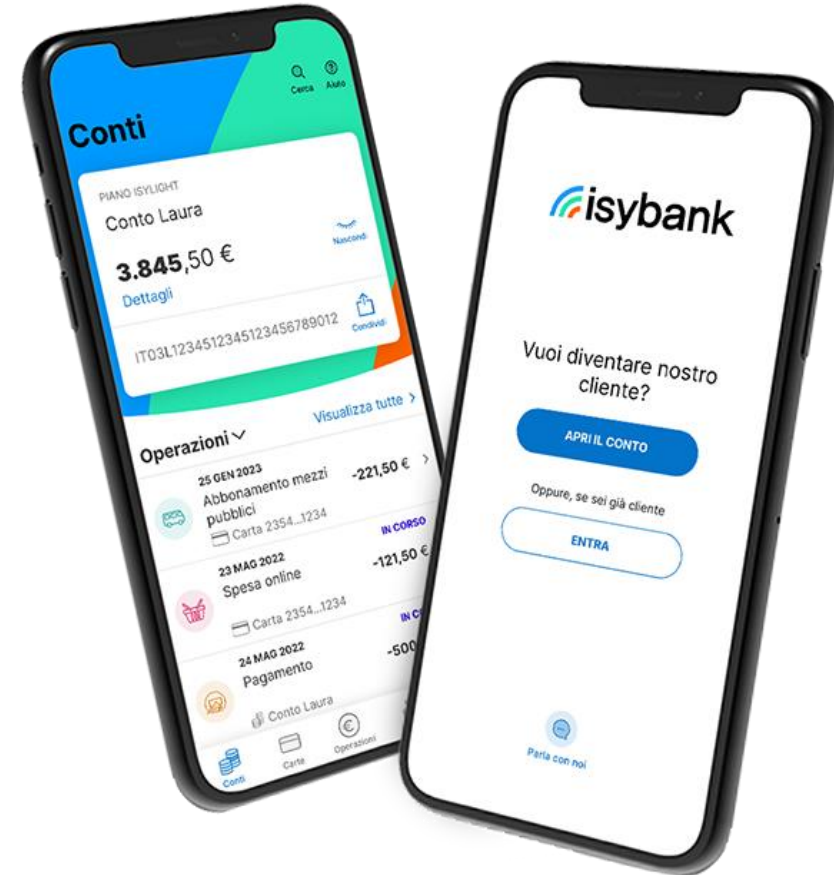 Cerca
Aiuto
Conti
PIANO ISYLIGHT
Conto Laura
3.845,50 €
Nascondi
Dettagli
IT03L1234512345123456789012
Condividi
Operazioni
Visualizza tutte >
25 GEN 2023
Abbonamento mezzi
pubblici
-221,50 €
Carta 2354...1234
IN CORSO
23 MAG 2022
Spesa online
-121,50 €
Carta 2354...1234
24 MAG 2022
Pagamento
-500
Conto Laura
Conti
Carte
Operazioni
isybank
Vuoi diventare nostro
cliente?
APRI IL CONTO
Oppure, se sei già cliente
ENTRA
Parla con noi